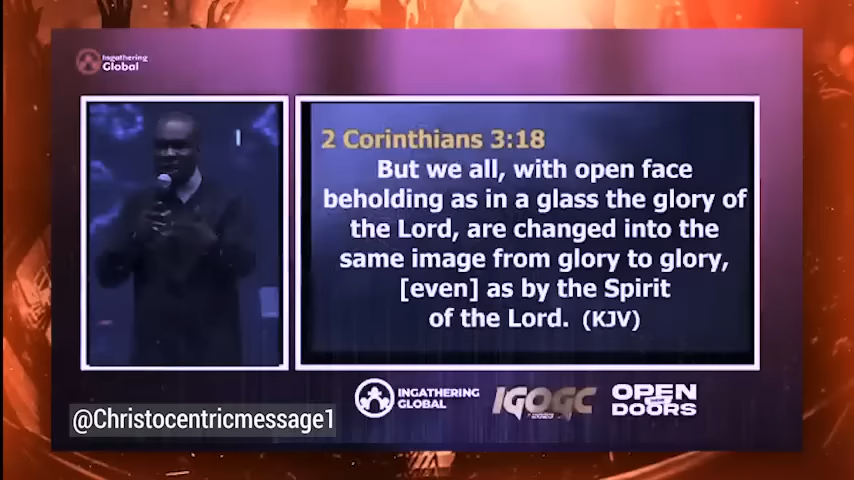 Ingathering
Global
2 Corinthians 3:18
But we all, with open face
beholding as in a glass the glory of
the Lord, are changed into the
same image from glory to glory,
[even] as by the Spirit
of the Lord. (KJV)
INGATHERING
GLOBAL
IGOGC
2023
OPEN
DOORS
@Christocentricmessage1